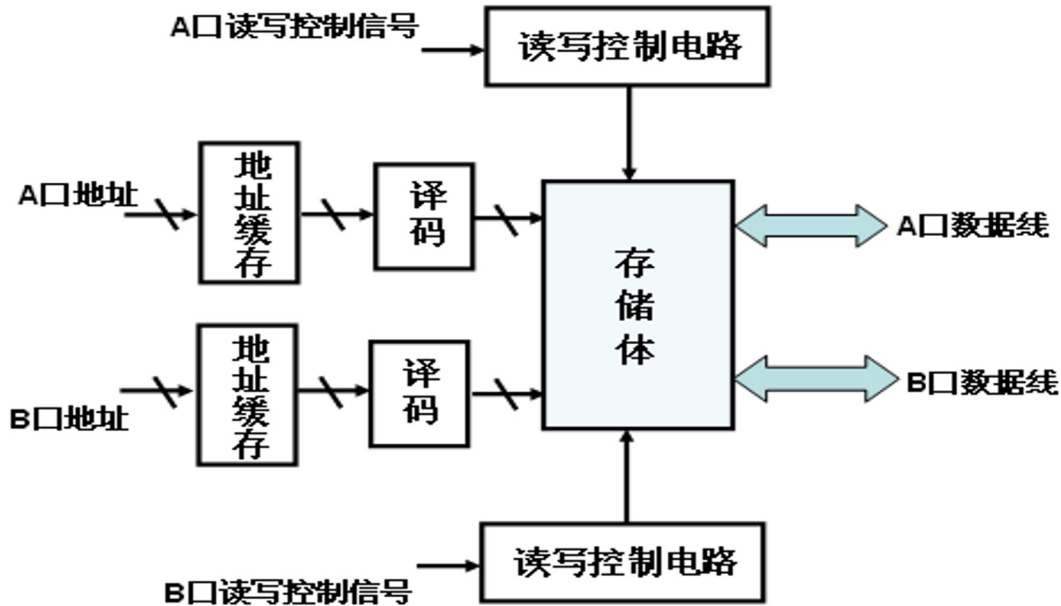 A口读写控制信号
读写控制电路
A口地址
地址缓存
译码
存储体
A口数据线
B口地址
地址缓存
译码
B口数据线
B口读写控制信号
读写控制电路